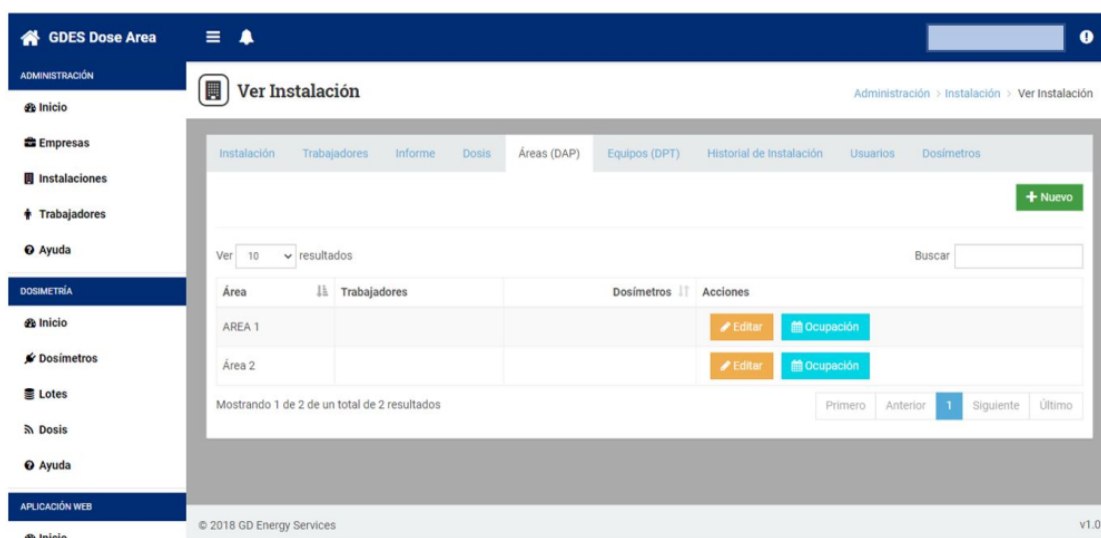 GDES Dose Area
ADMINISTRACIÓN
Inicio
Empresas
Instalaciones
Trabajadores
Ayuda
DOSIMETRÍA
Inicio
Dosímetros
Lotes
Dosis
Ayuda
APLICACIÓN WEB
Inicio
Ver Instalación
Administración > Instalación > Ver Instalación
Instalación Trabajadores Informe Dosis Áreas (DAP) Equipos (DPT) Historial de Instalación Usuarios Dosímetros
+ Nuevo
Ver 10 resultados Buscar
Área Trabajadores Dosímetros Acciones
AREA 1 Editar Ocupación
Área 2 Editar Ocupación
Mostrando 1 de 2 de un total de 2 resultados Primero Anterior 1 Siguiente Último
© 2018 GD Energy Services v1.0